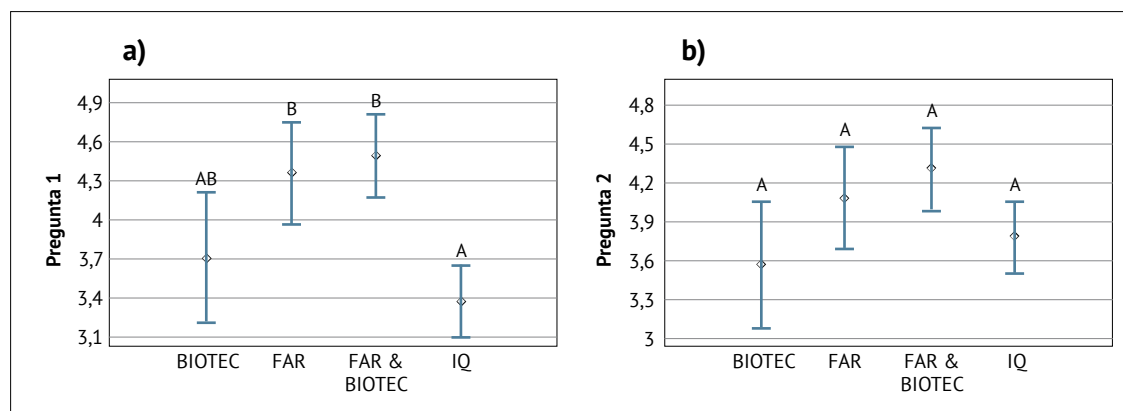 a)
Pregunta 1
4,9
4,6
4,3
4
3,7
3,4
3,1
AB
B
B
A
BIOTEC
FAR
FAR &
BIOTEC
IQ
b)
Pregunta 2
4,8
4,5
4,2
3,9
3,6
3,3
3
A
A
A
A
BIOTEC
FAR
FAR &
BIOTEC
IQ